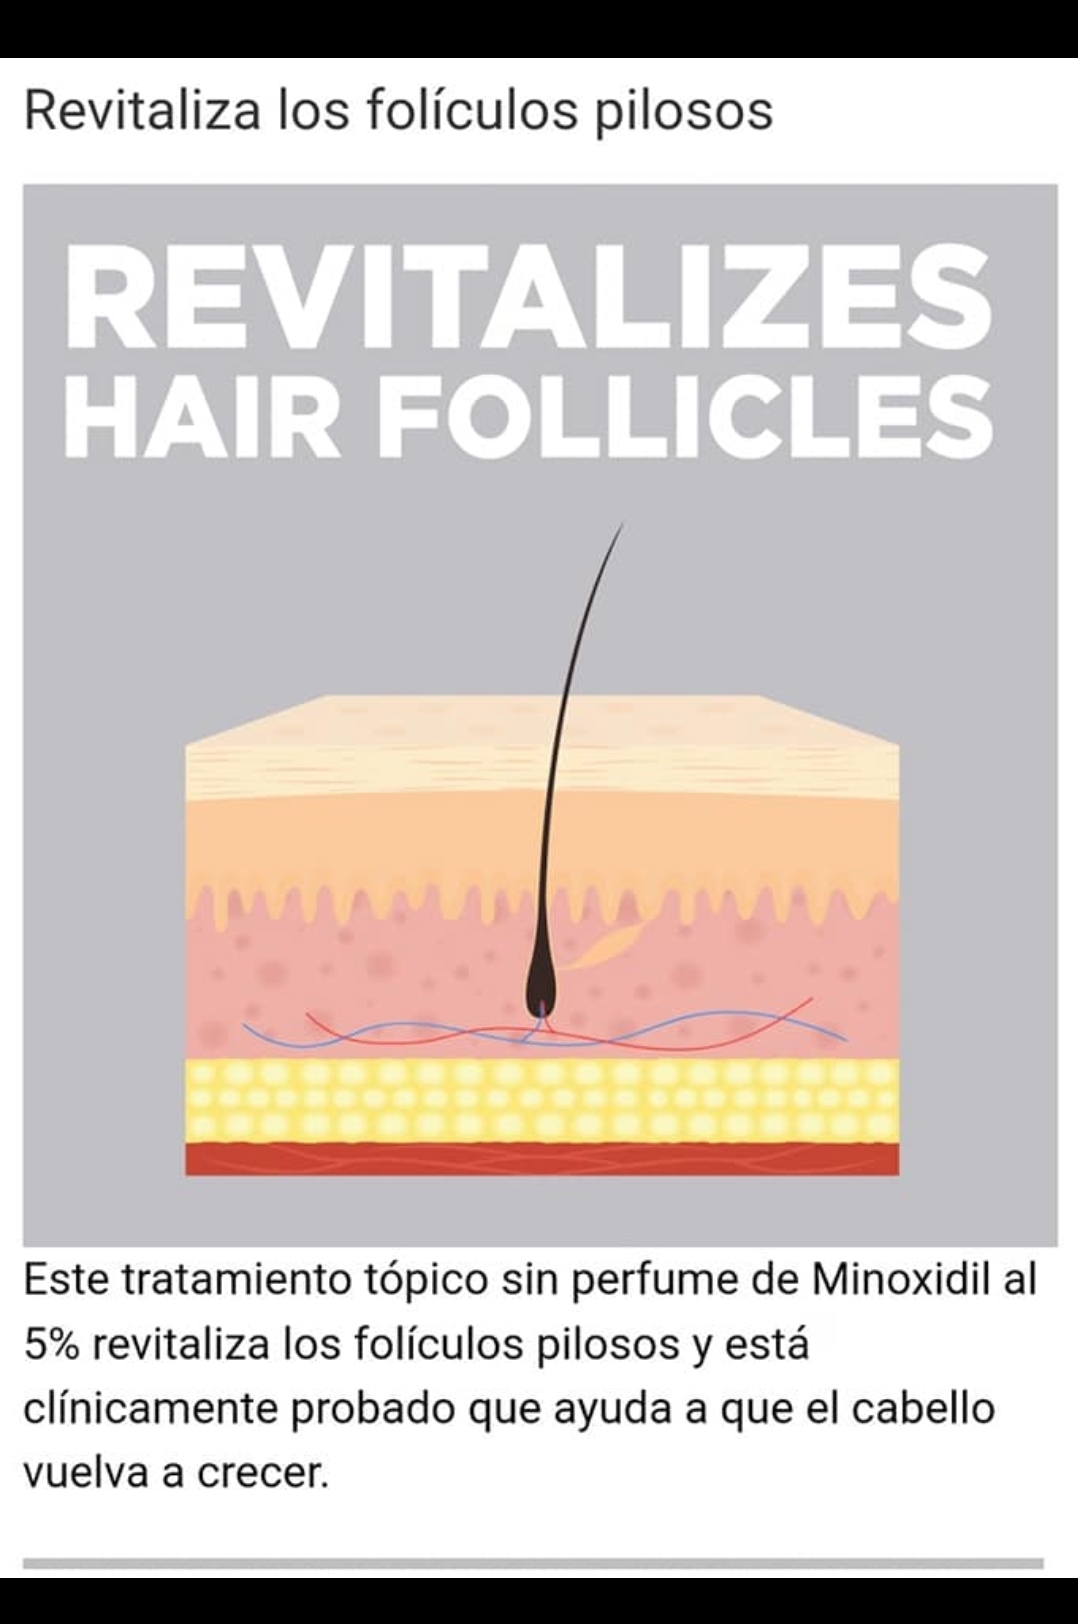 Revitaliza los folículos pilosos
REVITALIZES
HAIR FOLLICLES
Este tratamiento tópico sin perfume de Minoxidil al
5% revitaliza los folículos pilosos y está
clínicamente probado que ayuda a que el cabello
vuelva a crecer.